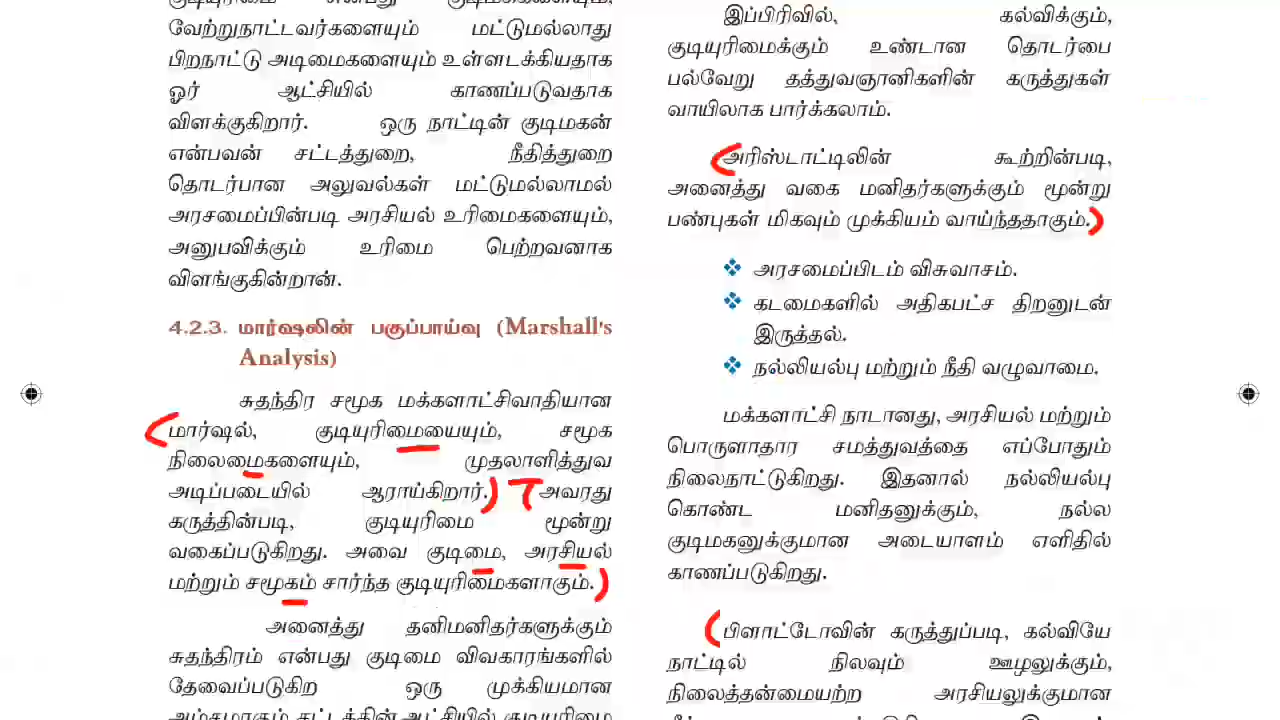 வேற்றுநாட்டவர்களையும் மட்டுமல்லாது
பிறநாட்டு அடிமைகளையும் உள்ளடக்கியதாக
ஓர் ஆட்சியில் காணப்படுவதாக
விளக்குகிறார். ஒரு நாட்டின் குடிமகன்
என்பவன் சட்டத்துறை, நீதித்துறை
தொடர்பான அலுவல்கள் மட்டுமல்லாமல்
அரசமைப்பின்படி அரசியல் உரிமைகளையும்,
அனுபவிக்கும் உரிமை பெற்றவனாக
விளங்குகின்றான்.
4.2.3. மார்ஷலின் பகுப்பாய்வு (Marshall's
Analysis)
சுதந்திர சமூக மக்களாட்சிவாதியான
மார்ஷல், குடியுரிமையையும், சமூக
நிலைமைகளையும், முதலாளித்துவ
அடிப்படையில் ஆராய்கிறார். அவரது
கருத்தின்படி, குடியுரிமை மூன்று
வகைப்படுகிறது. அவை குடிமை, அரசியல்
மற்றும் சமூகம் சார்ந்த குடியுரிமைகளாகும்.
அனைத்து தனிமனிதர்களுக்கும்
சுதந்திரம் என்பது குடிமை விவகாரங்களில்
தேவைப்படுகிற ஒரு முக்கியமான
அம்சமாகும் சட்டத்தின் ஆட்சியில் குடியுரிமை
இப்பிரிவில், கல்விக்கும்,
குடியுரிமைக்கும் உண்டான தொடர்பை
பல்வேறு தத்துவஞானிகளின் கருத்துகள்
வாயிலாக பார்க்கலாம்.
அரிஸ்டாட்டிலின் கூற்றின்படி,
அனைத்து வகை மனிதர்களுக்கும் மூன்று
பண்புகள் மிகவும் முக்கியம் வாய்ந்ததாகும்.
❖ அரசமைப்பிடம் விசுவாசம்.
❖ கடமைகளில் அதிகபட்ச திறனுடன்
இருத்தல்.
❖ நல்லியல்பு மற்றும் நீதி வழுவாமை.
மக்களாட்சி நாடானது, அரசியல் மற்றும்
பொருளாதார சமத்துவத்தை எப்போதும்
நிலைநாட்டுகிறது. இதனால் நல்லியல்பு
கொண்ட மனிதனுக்கும், நல்ல
குடிமகனுக்குமான அடையாளம் எளிதில்
காணப்படுகிறது.
பிளாட்டோவின் கருத்துப்படி, கல்வியே
நாட்டில் நிலவும் ஊழலுக்கும்,
நிலைத்தன்மையற்ற அரசியலுக்குமான